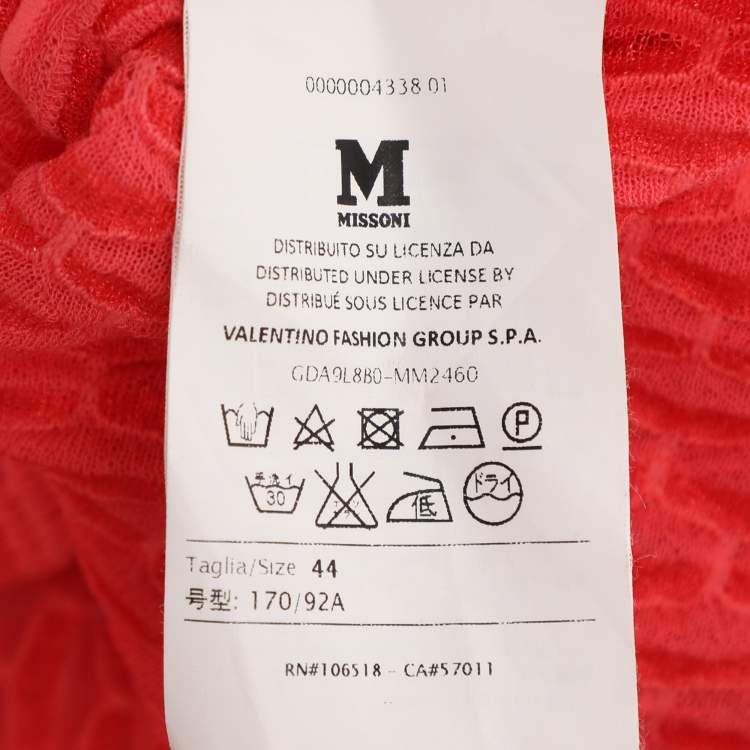 0000004338 01
M
MISSONI
DISTRIBUITO SU LICENZA DA
DISTRIBUTED UNDER LICENSE BY
DISTRIBUÉ SOUS LICENCE PAR
VALENTINO FASHION GROUP S.P.A.
GDA9L8B0-MM2460
P
手洗イ
30
低
ドライ
Taglia/Size 44
号型: 170/92A
RN#106518 - CA#57011